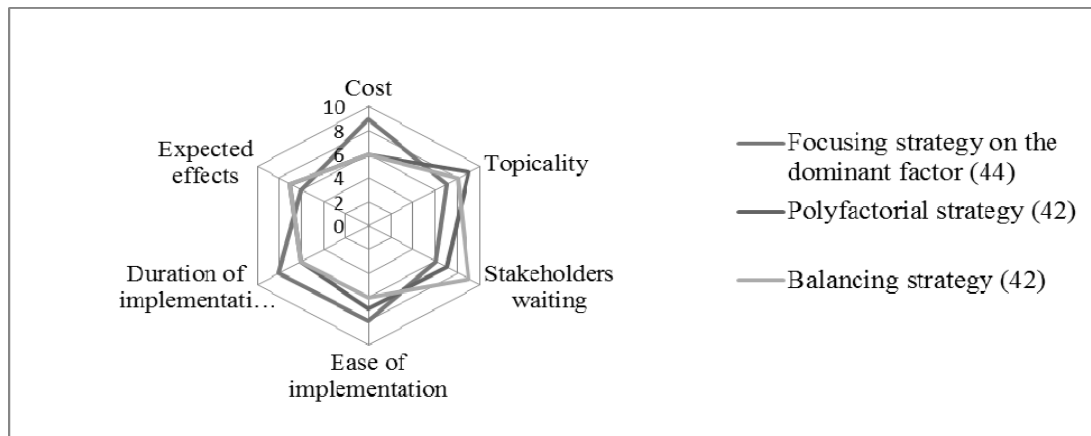 Cost
10
8
6
4
2
0
Topicality
Stakeholders
waiting
Ease of
implementation
Duration of
implementati…
Expected
effects
Focusing strategy on the
dominant factor (44)
Polyfactorial strategy (42)
Balancing strategy (42)